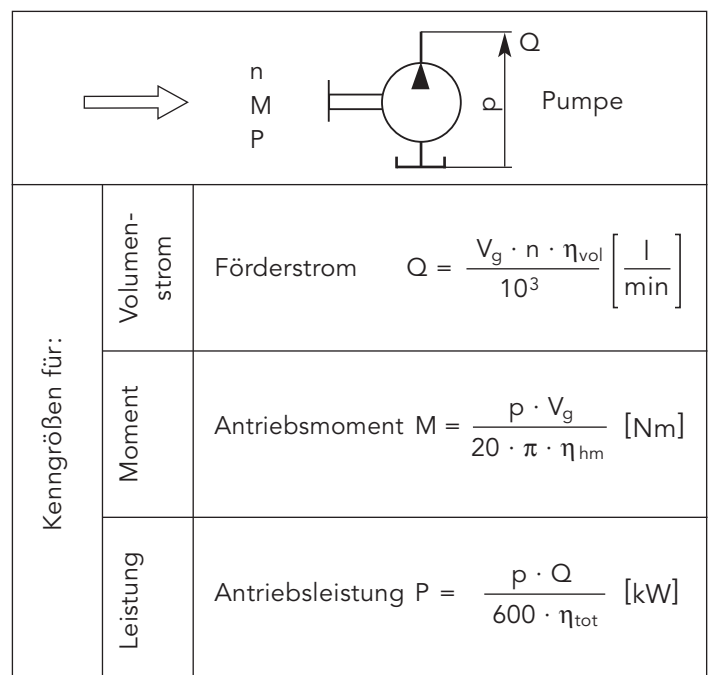 n
M
P
p
Q
Pumpe
Kenngrößen für:
Volumen-
strom
Förderstrom Q = V_g · n · η_vol / 10³ [l / min]
Moment
Antriebsmoment M = p · V_g / 20 · π · η_hm [Nm]
Leistung
Antriebsleistung P = p · Q / 600 · η_tot [kW]